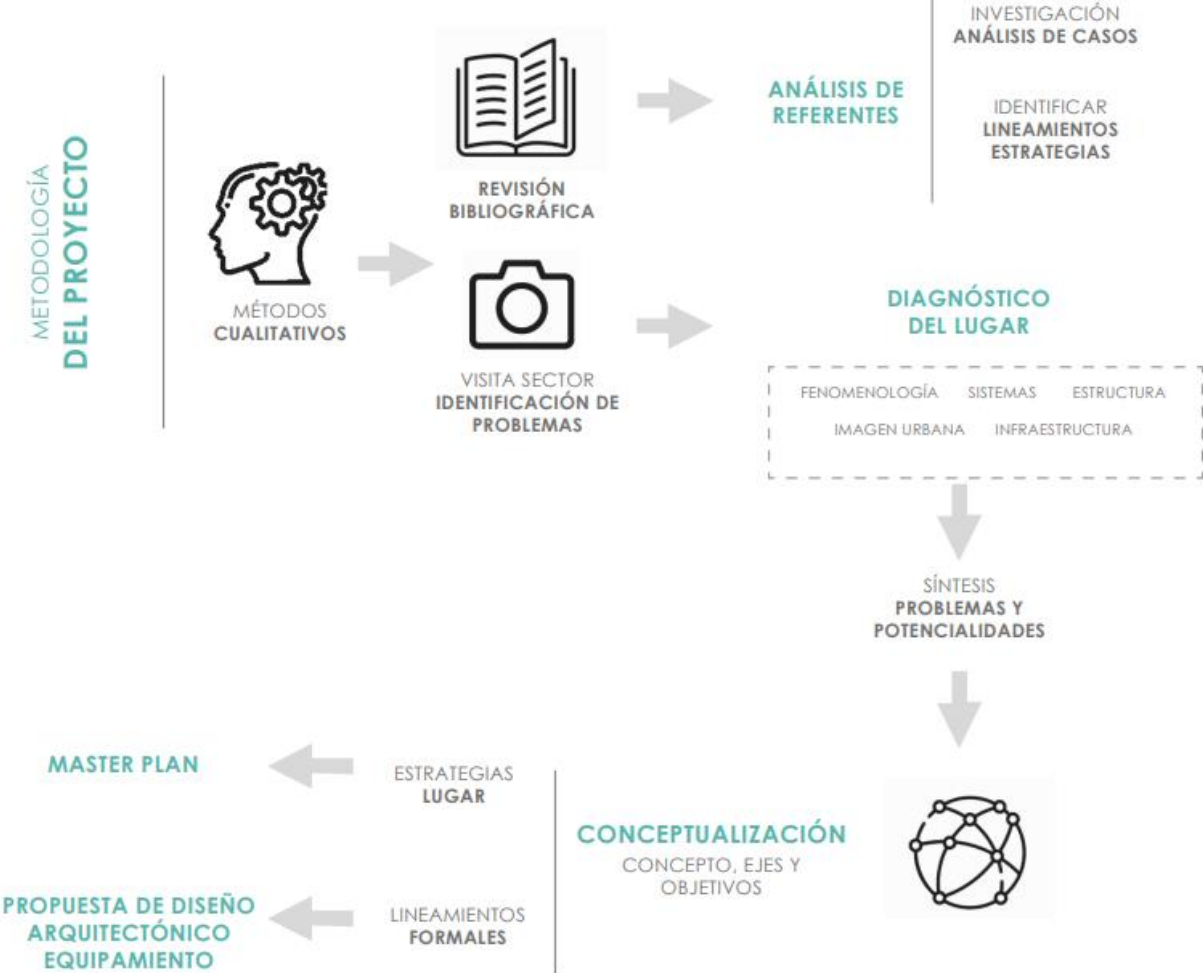 METODOLOGÍA
DEL PROYECTO
MÉTODOS
CUALITATIVOS
REVISIÓN
BIBLIOGRÁFICA
VISITA SECTOR
IDENTIFICACIÓN DE
PROBLEMAS
ANÁLISIS DE
REFERENTES
INVESTIGACIÓN
ANÁLISIS DE CASOS
IDENTIFICAR
LINEAMIENTOS
ESTRATEGIAS
DIAGNÓSTICO
DEL LUGAR
FENOMENOLOGÍA SISTEMAS ESTRUCTURA
IMAGEN URBANA INFRAESTRUCTURA
SÍNTESIS
PROBLEMAS Y
POTENCIALIDADES
CONCEPTUALIZACIÓN
CONCEPTO, EJES Y
OBJETIVOS
ESTRATEGIAS
LUGAR
MASTER PLAN
LINEAMIENTOS
FORMALES
PROPUESTA DE DISEÑO
ARQUITECTÓNICO
EQUIPAMIENTO